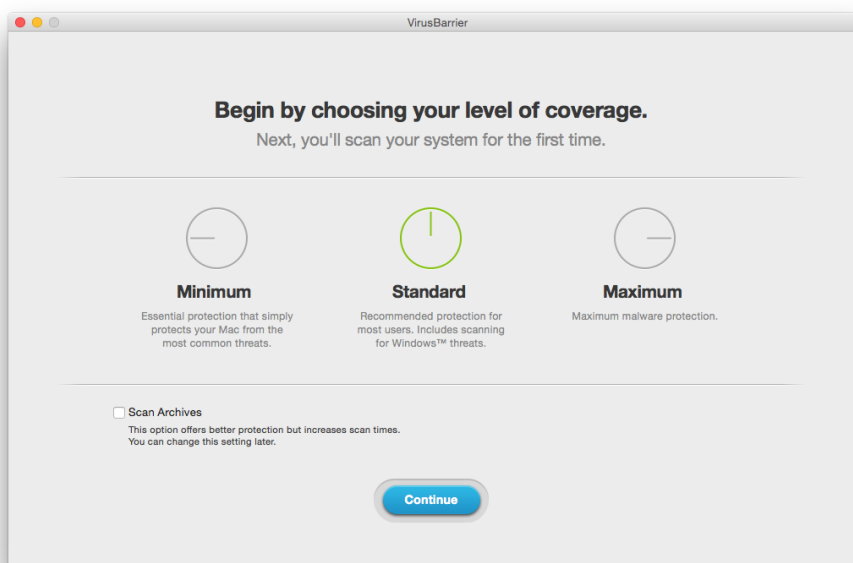 VirusBarrier
Begin by choosing your level of coverage.
Next, you'll scan your system for the first time.
Minimum
Essential protection that simply
protects your Mac from the
most common threats.
Standard
Recommended protection for
most users. Includes scanning
for Windows™ threats.
Maximum
Maximum malware protection.
Scan Archives
This option offers better protection but increases scan times.
You can change this setting later.
Continue